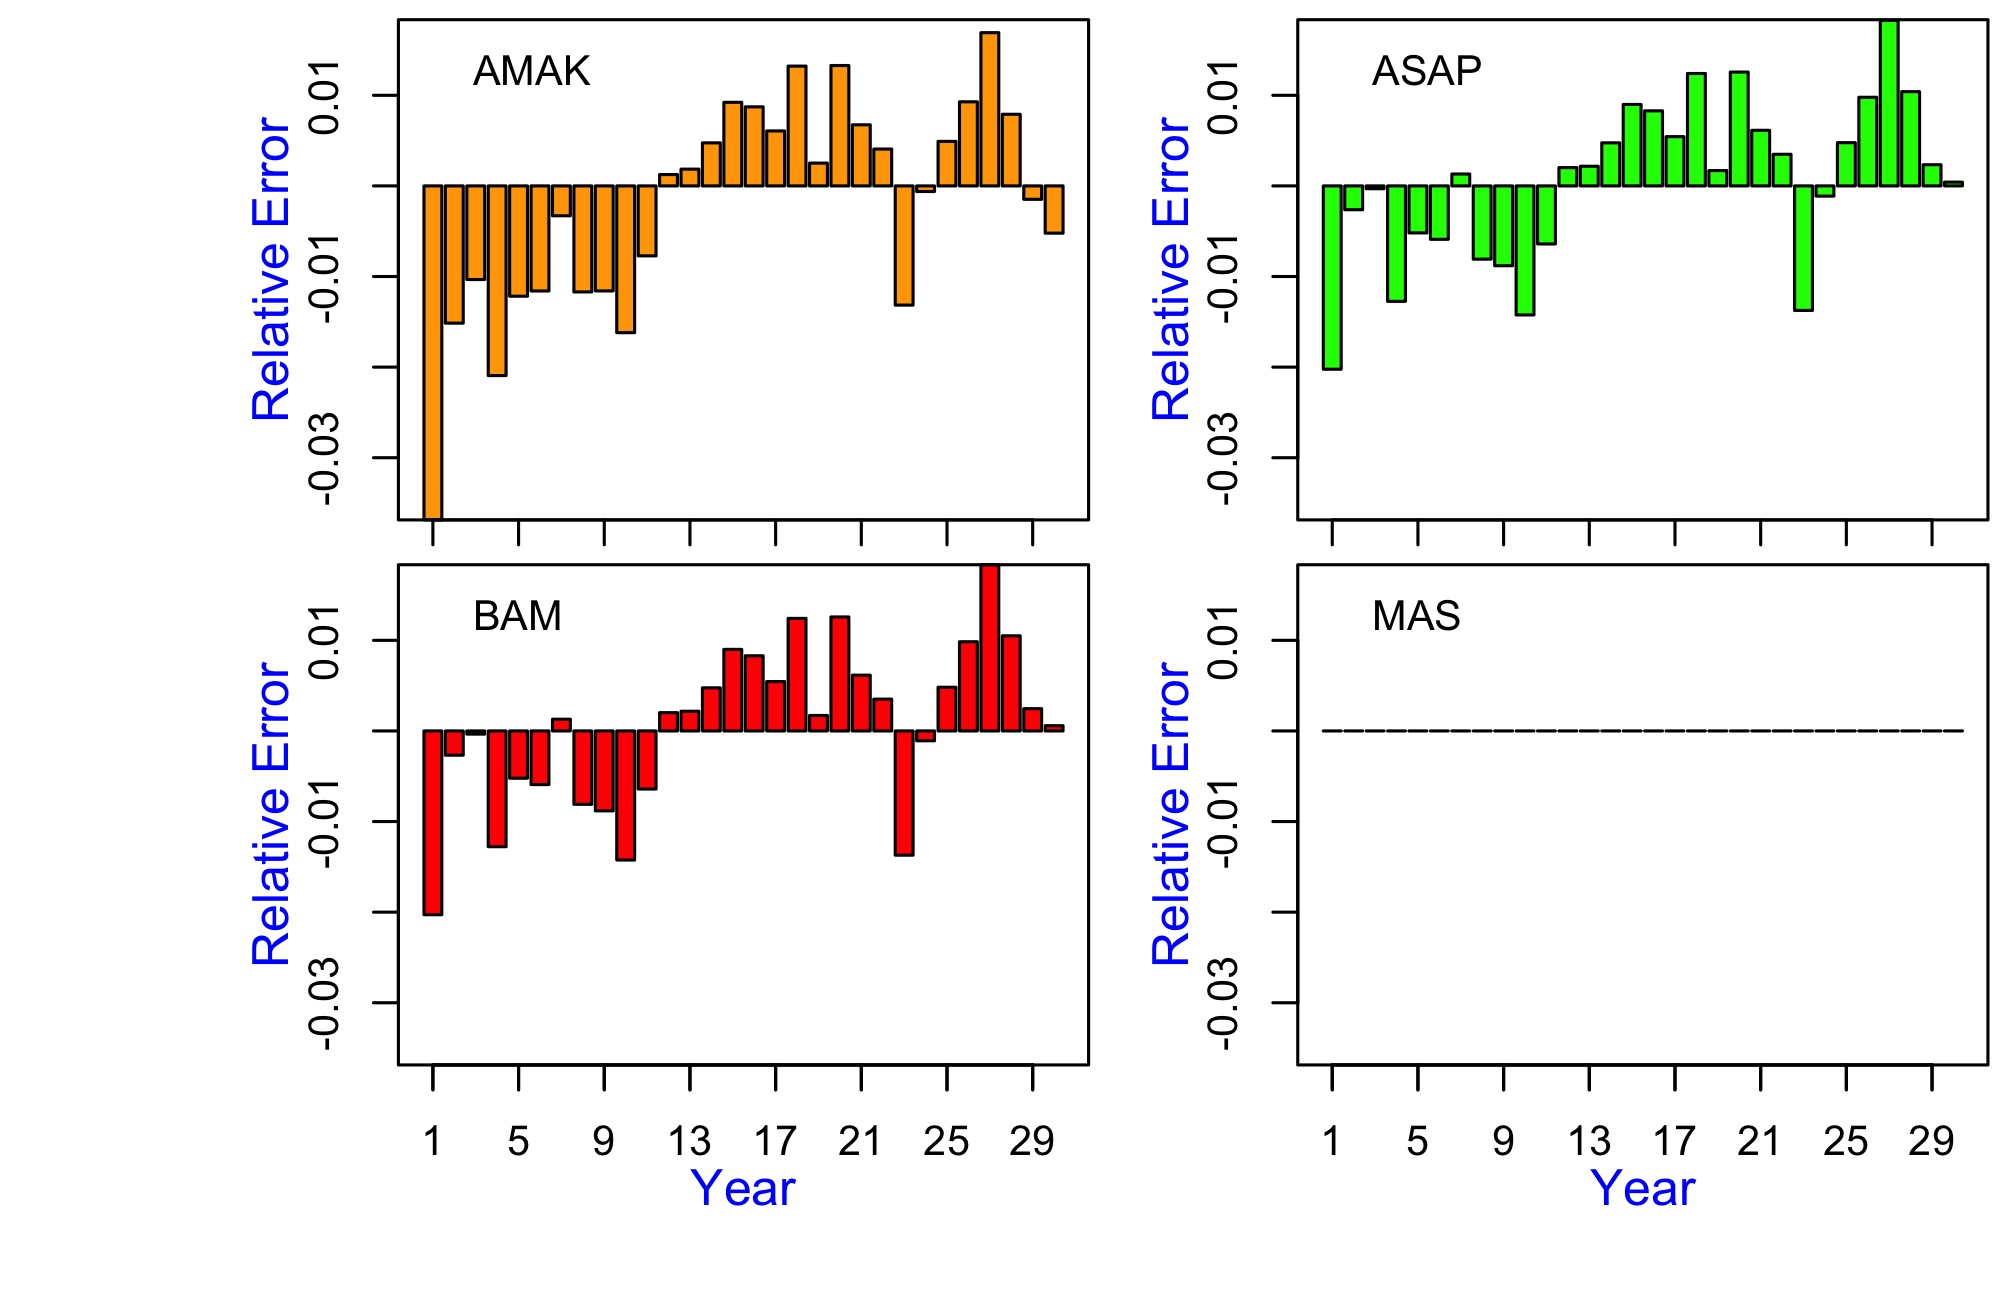 AMAK
Relative Error
0.01
-0.01
-0.03
ASAP
Relative Error
0.01
-0.01
-0.03
BAM
Relative Error
0.01
-0.01
-0.03
1 5 9 13 17 21 25 29
Year
MAS
Relative Error
0.01
-0.01
-0.03
1 5 9 13 17 21 25 29
Year